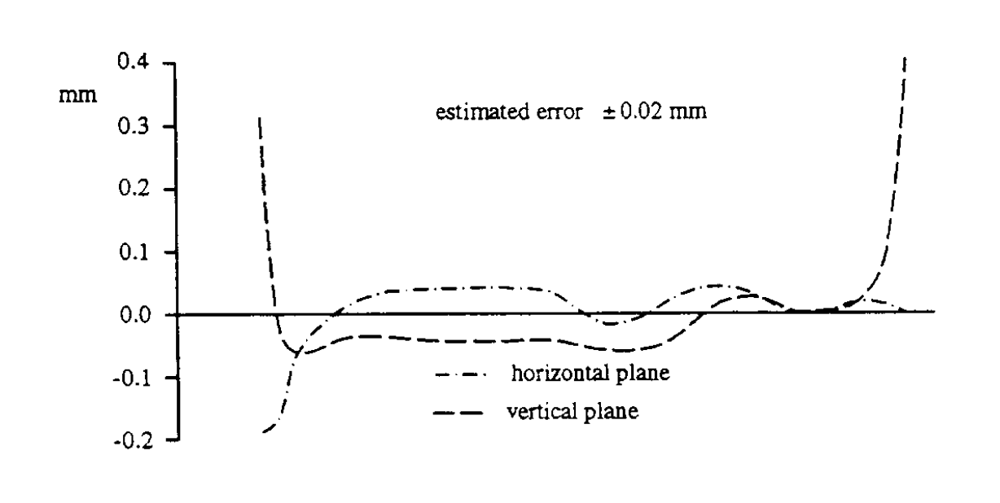 0.4
mm
estimated error ± 0.02 mm
0.3
0.2
0.1
0.0
-0.1
horizontal plane
vertical plane
-0.2